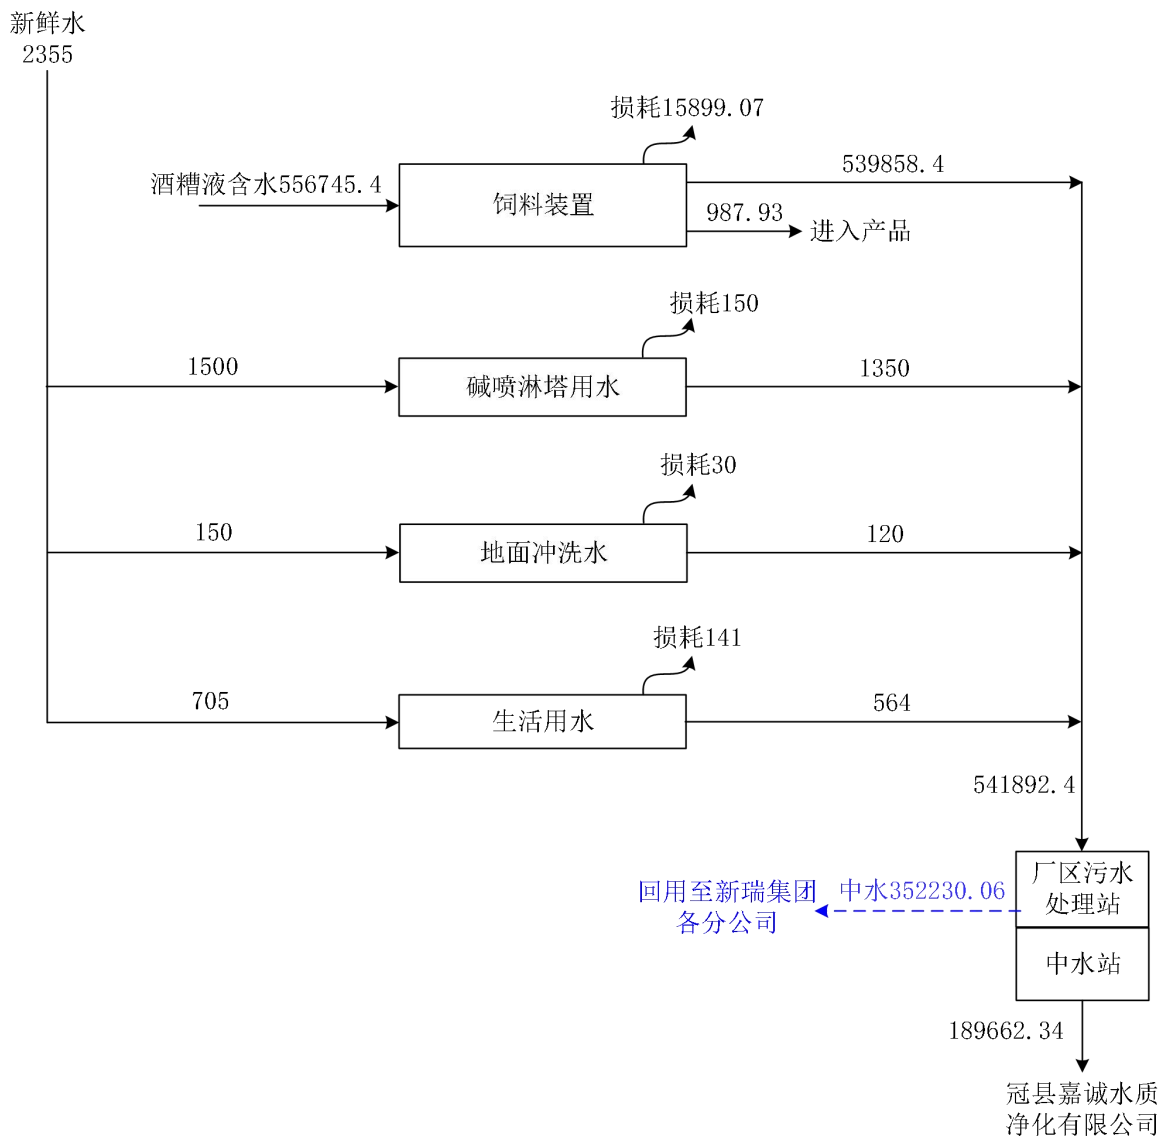 新鲜水
2355
损耗15899.07
酒糟液含水556745.4
饲料装置
539858.4
987.93
进入产品
损耗150
1500
碱喷淋塔用水
1350
损耗30
150
地面冲洗水
120
损耗141
705
生活用水
564
541892.4
厂区污水
处理站
中水352230.06
回用至新瑞集团
各分公司
中水站
189662.34
冠县嘉诚水质
净化有限公司